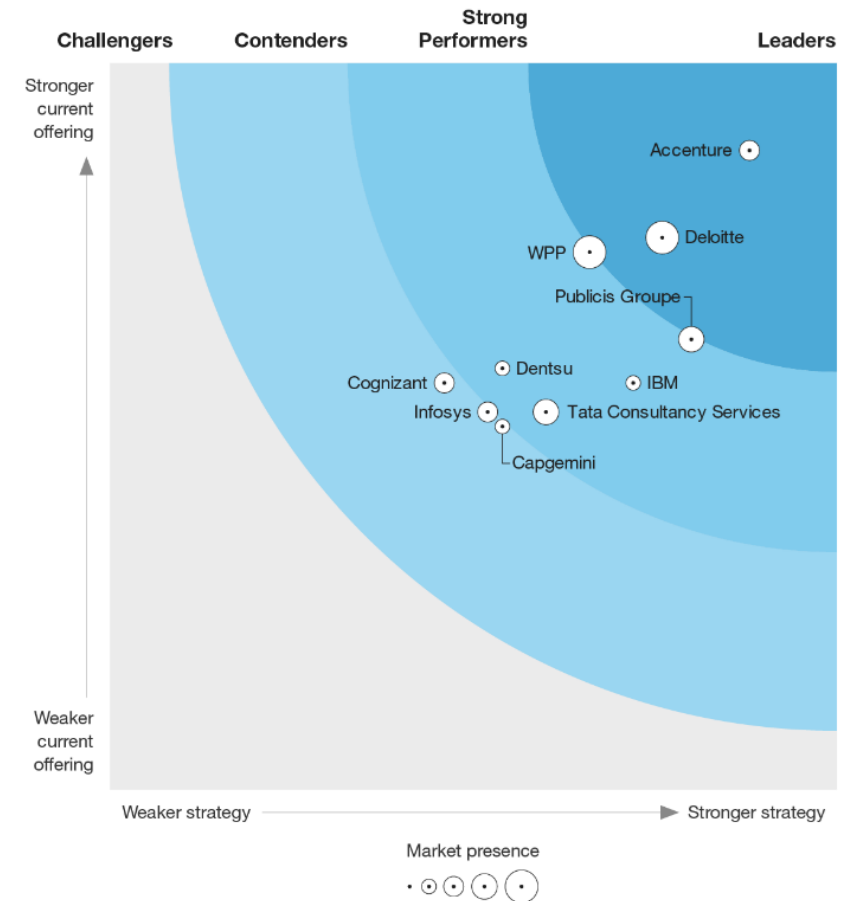 Challengers
Contenders
Strong
Performers
Leaders
Stronger
current
offering
Accenture
Deloitte
WPP
Publicis Groupe
Dentsu
Cognizant
IBM
Infosys
Tata Consultancy Services
Capgemini
Weaker
current
offering
Weaker strategy
Stronger strategy
Market presence